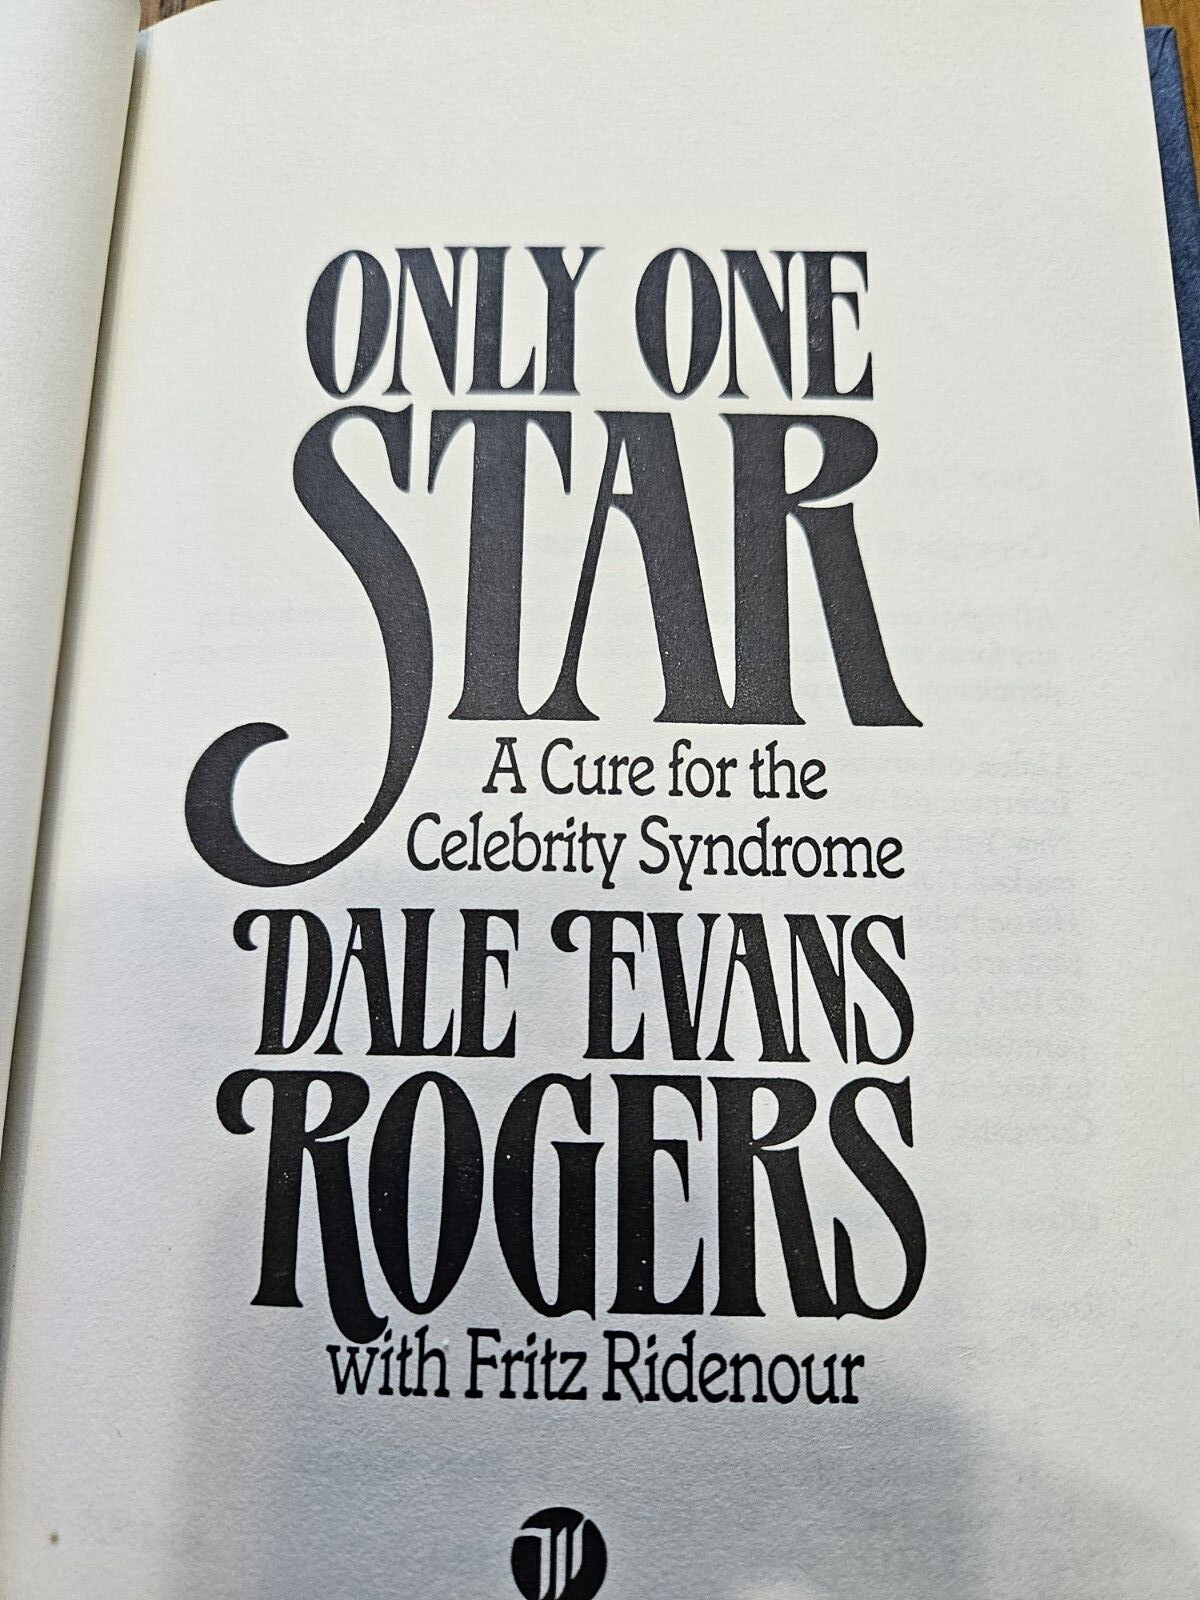 ONLY ONE
STAR
A Cure for the
Celebrity Syndrome
DALE EVANS
ROGERS
with Fritz Ridenour
W